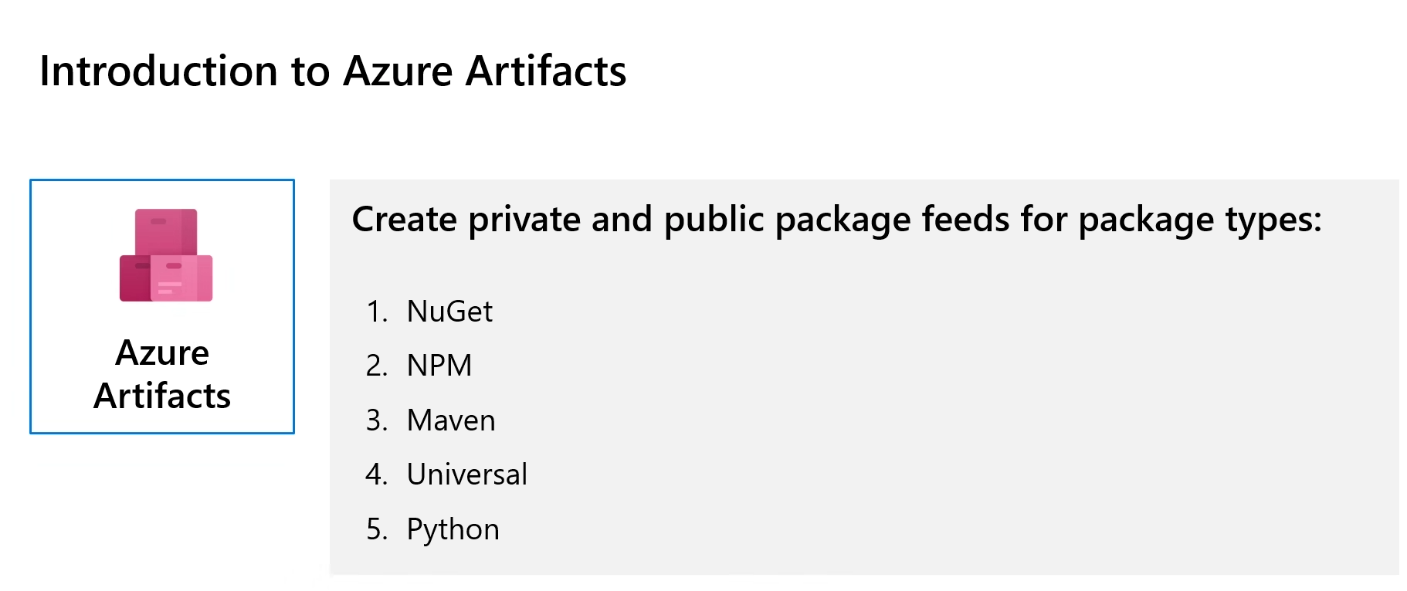 Introduction to Azure Artifacts
Azure
Artifacts
Create private and public package feeds for package types:
1. NuGet
2. NPM
3. Maven
4. Universal
5. Python